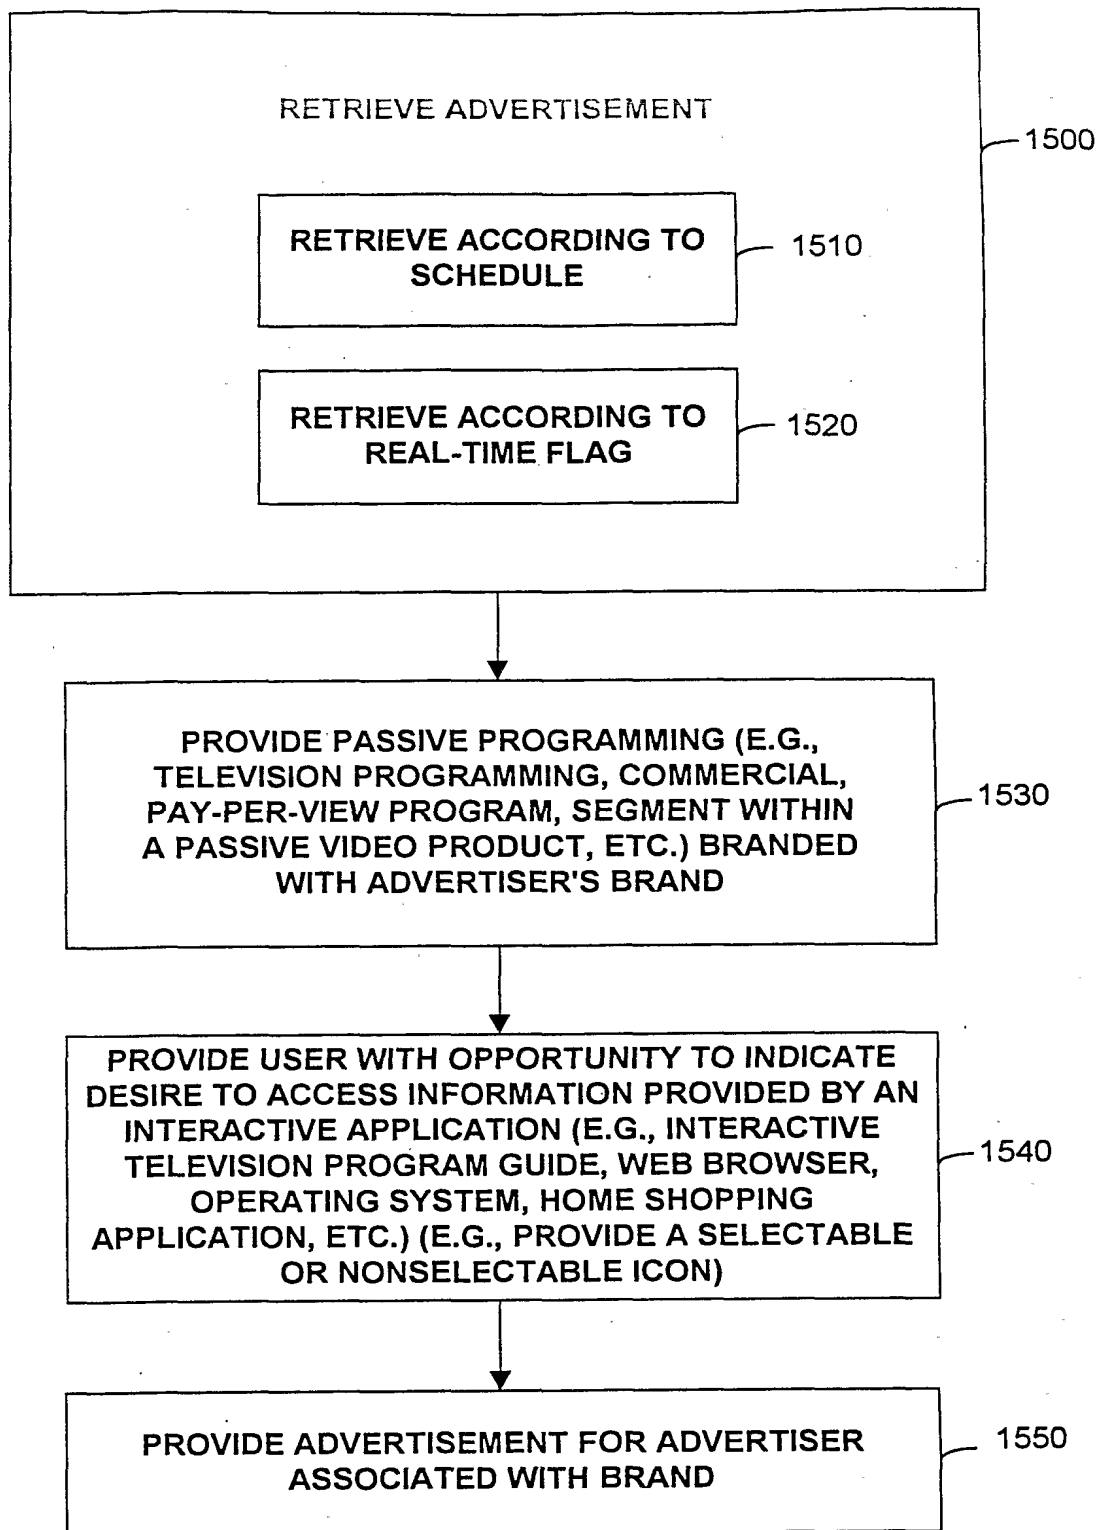 RETRIEVE ADVERTISEMENT
1500
RETRIEVE ACCORDING TO
SCHEDULE
1510
RETRIEVE ACCORDING TO
REAL-TIME FLAG
1520
PROVIDE PASSIVE PROGRAMMING (E.G.,
TELEVISION PROGRAMMING, COMMERCIAL,
PAY-PER-VIEW PROGRAM, SEGMENT WITHIN
A PASSIVE VIDEO PRODUCT, ETC.) BRANDED
WITH ADVERTISER'S BRAND
1530
PROVIDE USER WITH OPPORTUNITY TO INDICATE
DESIRE TO ACCESS INFORMATION PROVIDED BY AN
INTERACTIVE APPLICATION (E.G., INTERACTIVE
TELEVISION PROGRAM GUIDE, WEB BROWSER,
OPERATING SYSTEM, HOME SHOPPING
APPLICATION, ETC.) (E.G., PROVIDE A SELECTABLE
OR NONSELECTABLE ICON)
1540
PROVIDE ADVERTISEMENT FOR ADVERTISER
ASSOCIATED WITH BRAND
1550